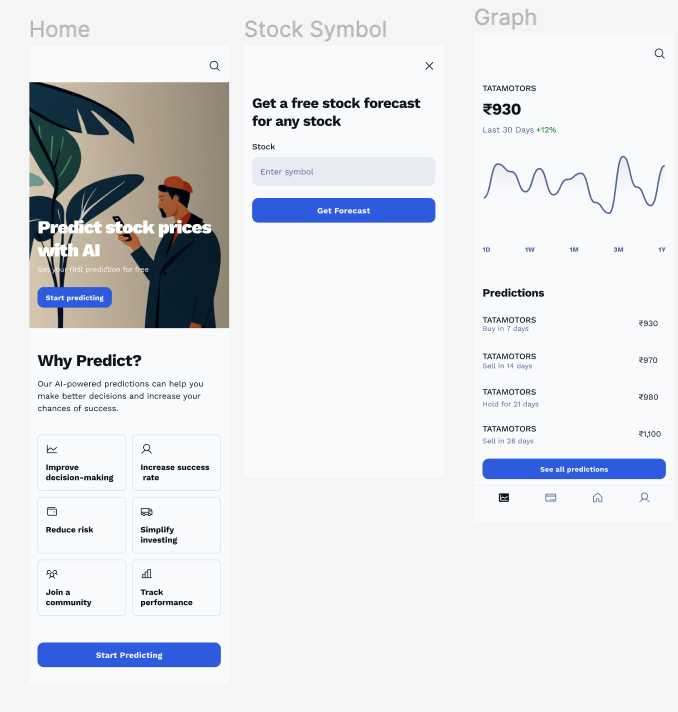 Home
Predict stock prices
with AI
Get your first prediction for free
Start predicting
Why Predict?
Our AI-powered predictions can help you
make better decisions and increase your
chances of success.
Improve
decision-making
Increase success
rate
Reduce risk
Simplify
investing
Join a
community
Track
performance
Start Predicting
Stock Symbol
Get a free stock forecast
for any stock
Stock
Enter symbol
Get Forecast
Graph
TATAMOTORS
₹930
Last 30 Days +12%
1D 1W 1M 3M 1Y
Predictions
TATAMOTORS
Buy in 7 days
₹930
TATAMOTORS
Sell in 14 days
₹970
TATAMOTORS
Hold for 21 days
₹980
TATAMOTORS
Sell in 28 days
₹1,100
See all predictions